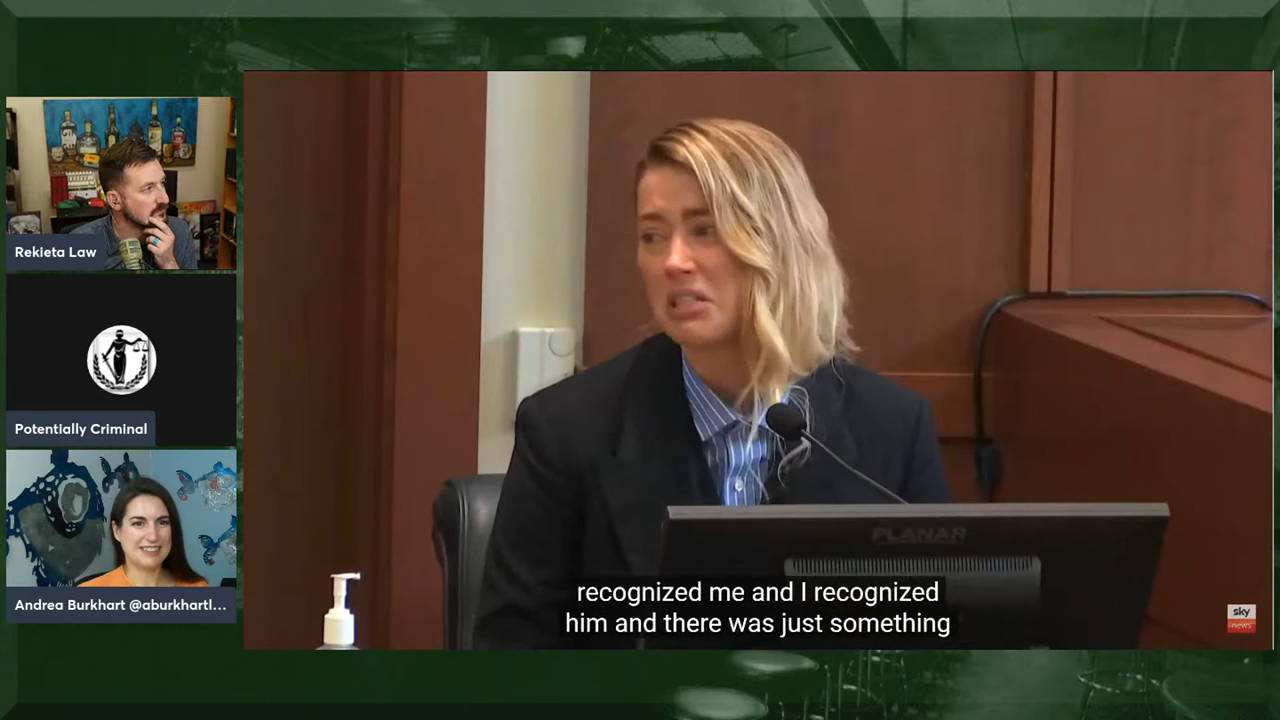 Rekieta Law
Potentially Criminal
Andrea Burkhart @aburkhartl...
PLANAR
recognized me and I recognized
him and there was just something
sky
news